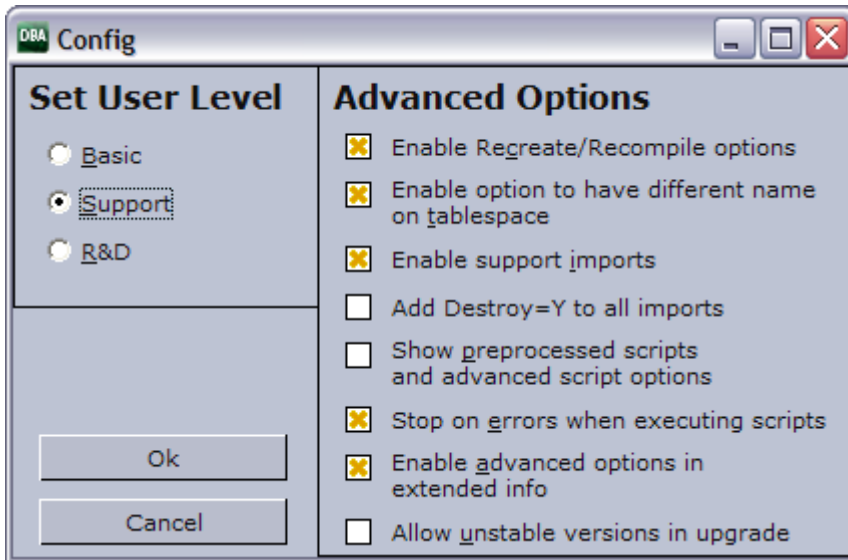 DBA Config
Set User Level
Basic
Support
R&D
Ok
Cancel
Advanced Options
Enable Recreate/Recompile options
Enable option to have different name
on tablespace
Enable support imports
Add Destroy=Y to all imports
Show preprocessed scripts
and advanced script options
Stop on errors when executing scripts
Enable advanced options in
extended info
Allow unstable versions in upgrade